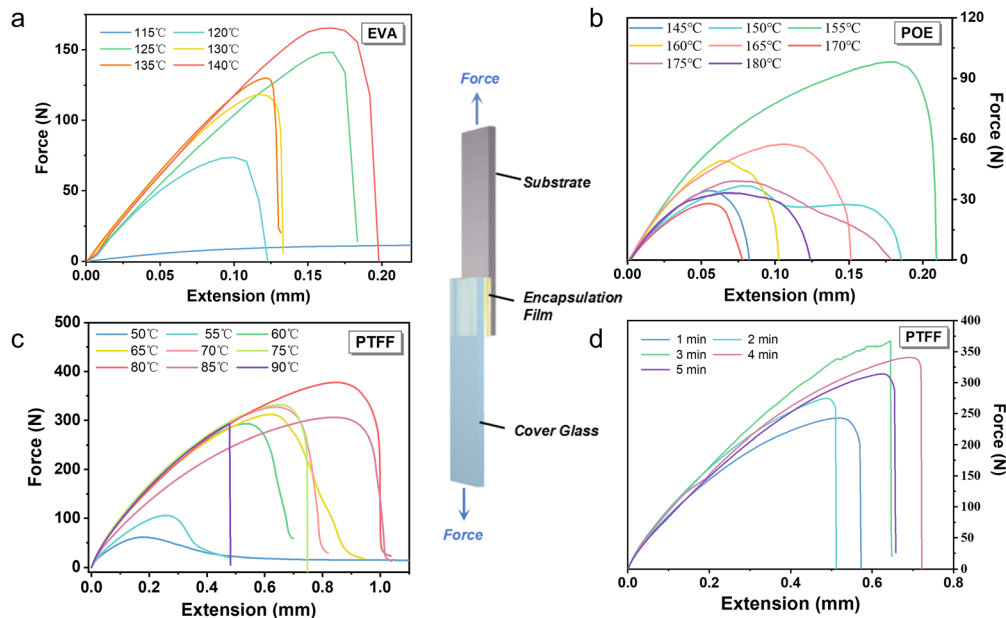 a
EVA
115℃ 120℃
125℃ 130℃
135℃ 140℃
150
100
50
0
0.00 0.05 0.10 0.15 0.20
Force (N)
Extension (mm)
Force
Substrate
Encapsulation
Film
Cover Glass
Force
b
POE
145℃ 150℃ 155℃
160℃ 165℃ 170℃
175℃ 180℃
120
90
60
30
0
0.00 0.05 0.10 0.15 0.20
Force (N)
Extension (mm)
c
PTFF
50℃ 55℃ 60℃
65℃ 70℃ 75℃
80℃ 85℃ 90℃
500
400
300
200
100
0
0.0 0.2 0.4 0.6 0.8 1.0
Force (N)
Extension (mm)
d
PTFF
1 min 2 min
3 min 4 min
5 min
400
350
300
250
200
150
100
50
0
0.0 0.2 0.4 0.6 0.8
Force (N)
Extension (mm)